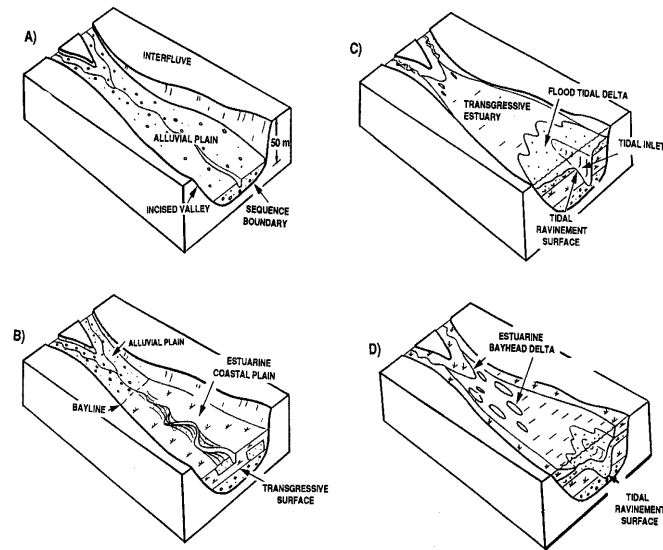 A)
INTERFLUVE
ALLUVIAL PLAIN
50 m
INCISED VALLEY
SEQUENCE
BOUNDARY
C)
FLOOD TIDAL DELTA
TRANSGRESSIVE
ESTUARY
TIDAL INLET
TIDAL
RAVINEMENT
SURFACE
B)
ALLUVIAL PLAIN
ESTUARINE
COASTAL PLAIN
BAYLINE
TRANSGRESSIVE
SURFACE
D)
ESTUARINE
BAYHEAD DELTA
TIDAL
RAVINEMENT
SURFACE